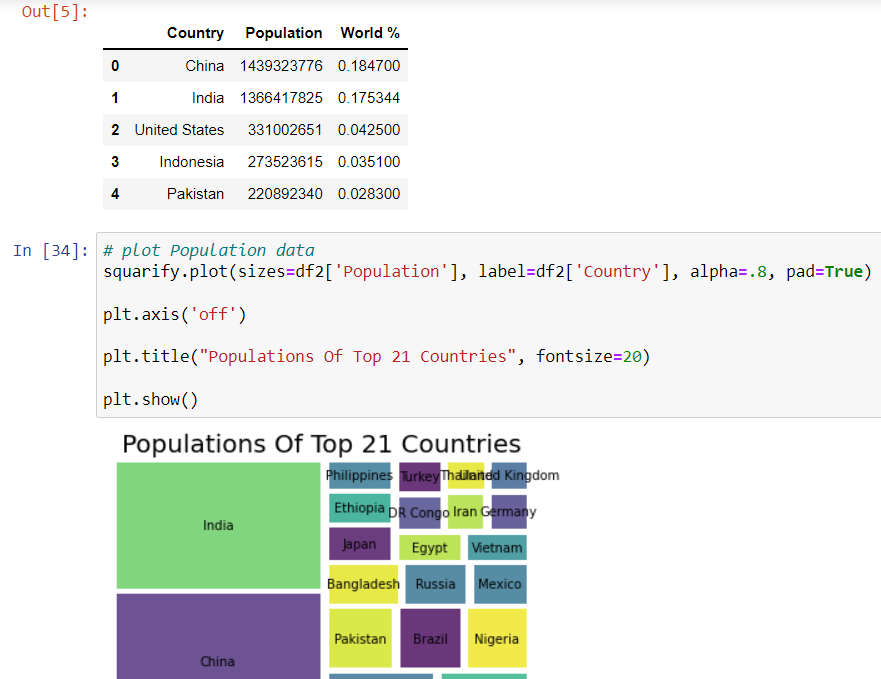 Out[5]:
Country Population World %
0 China 1439323776 0.184700
1 India 1366417825 0.175344
2 United States 331002651 0.042500
3 Indonesia 273523615 0.035100
4 Pakistan 220892340 0.028300
In [34]: # plot Population data
squarify.plot(sizes=df2['Population'], label=df2['Country'], alpha=.8, pad=True)
plt.axis('off')
plt.title("Populations Of Top 21 Countries", fontsize=20)
plt.show()
Populations Of Top 21 Countries
Philippines Turkey Thailand United Kingdom
Ethiopia DR Congo Iran Germany
India
Japan Egypt Vietnam
Bangladesh Russia Mexico
Pakistan Brazil Nigeria
China